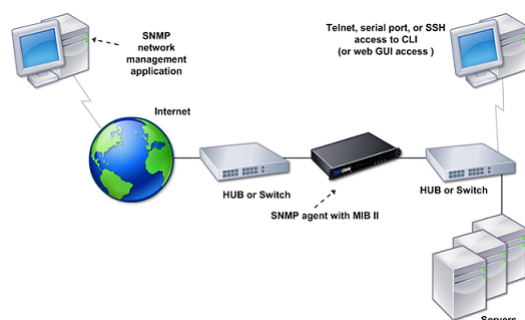 SNMP
network
management
application
Telnet, serial port, or SSH
access to CLI
(or web GUI access )
Internet
HUB or Switch
SNMP agent with MIB II
HUB or Switch
Servers